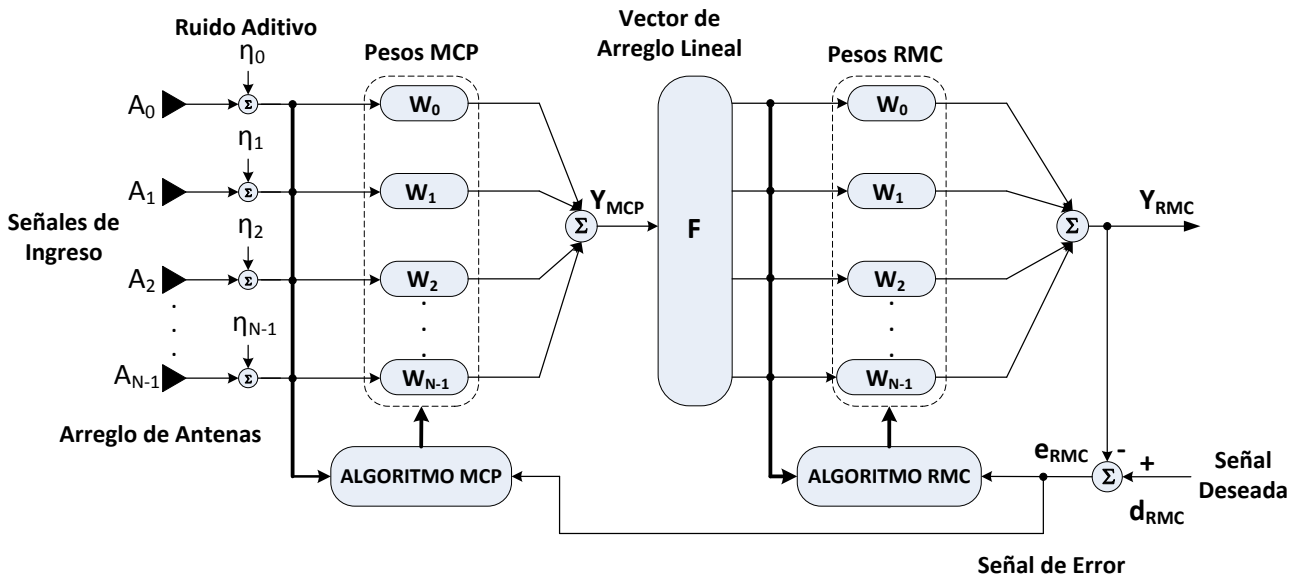 Ruido Aditivo
η0
Pesos MCP
Vector de
Arreglo Lineal
Pesos RMC
A0
Σ
W0
W0
η1
A1
Σ
W1
W1
Señales de
Ingreso
η2
Σ
YMCP
F
Σ
YRMC
A2
Σ
W2
W2
.
.
.
.
.
.
.
.
.
ηN-1
AN-1
Σ
WN-1
WN-1
Arreglo de Antenas
ALGORITMO MCP
ALGORITMO RMC
eRMC
-
+
Σ
dRMC
Señal
Deseada
Señal de Error